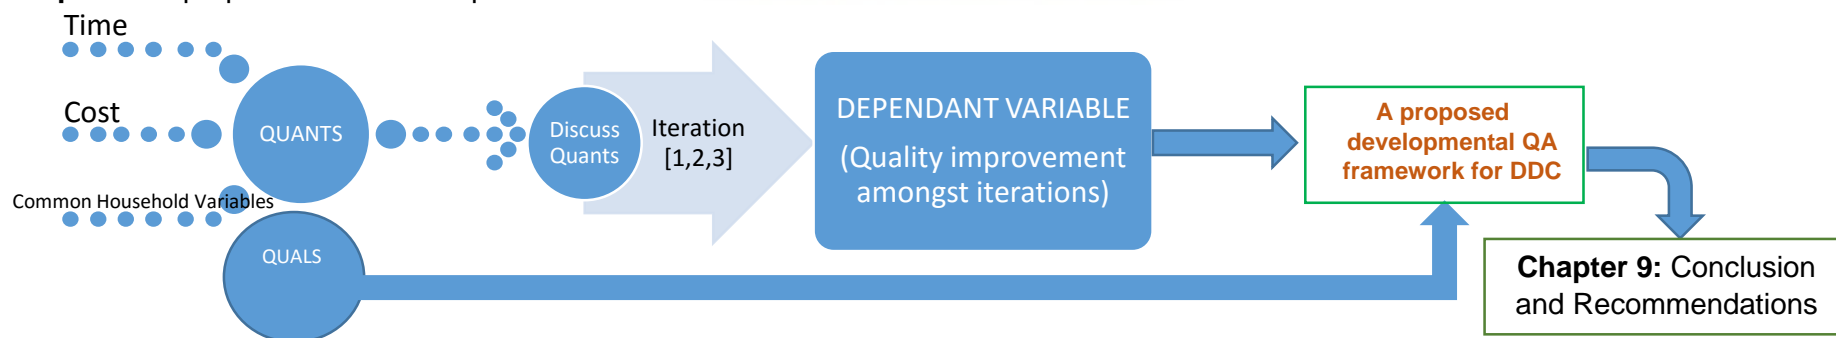 Time
Cost
Common Household Variables
QUANTS
QUALS
Discuss
Quants
Iteration
[1,2,3]
DEPENDANT VARIABLE
(Quality improvement
amongst iterations)
A proposed
developmental QA
framework for DDC
Chapter 9: Conclusion
and Recommendations